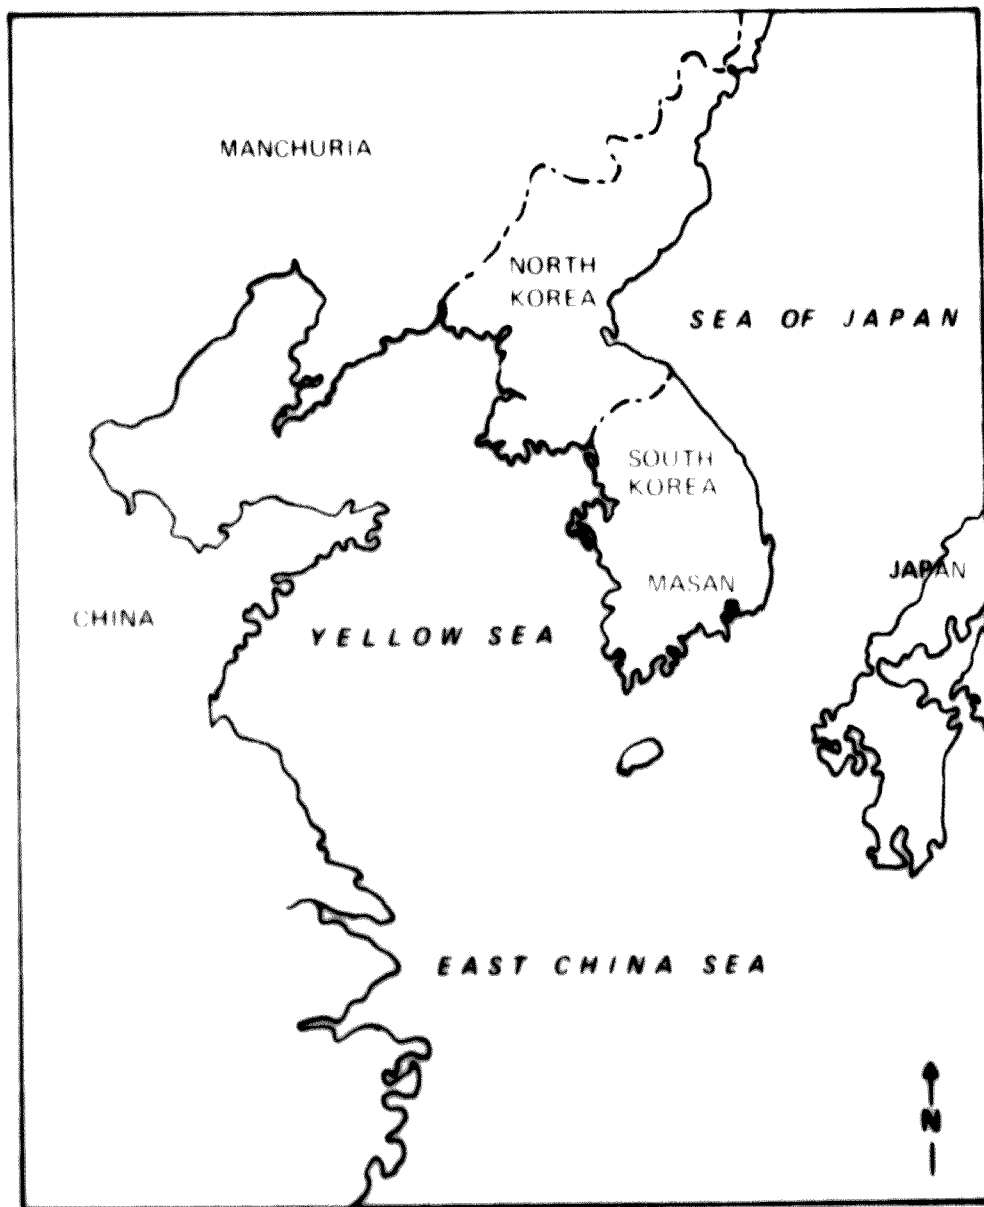 MANCHURIA
NORTH
KOREA
SEA OF JAPAN
SOUTH
KOREA
MASAN
JAPAN
CHINA
YELLOW SEA
EAST CHINA SEA
N